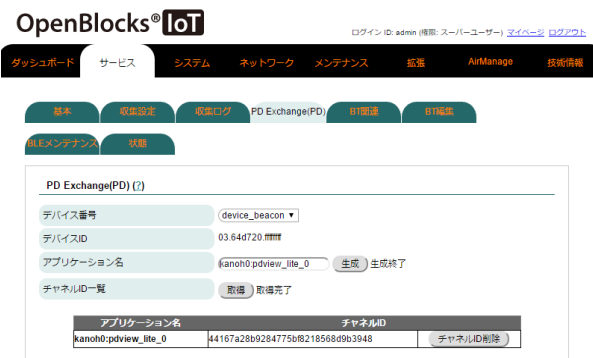 OpenBlocks® IoT
ログイン ID: admin (権限: スーパーユーザー) マイページ ログアウト
ダッシュボード サービス システム ネットワーク メンテナンス 拡張 AirManage 技術情報
基本 収集設定 収集ログ PD Exchange(PD) BT関連 BT編集
BLEメンテナンス 状態
PD Exchange(PD) (?)
デバイス番号 device_beacon
デバイスID 03.64d720.ffffffff
アプリケーション名 kanoh0:pdview_lite_0 生成 生成終了
チャネルID一覧 取得 取得完了
アプリケーション名 チャネルID
kanoh0:pdview_lite_0 44167a28b9284775bf8218568d9b3948 チャネルID削除